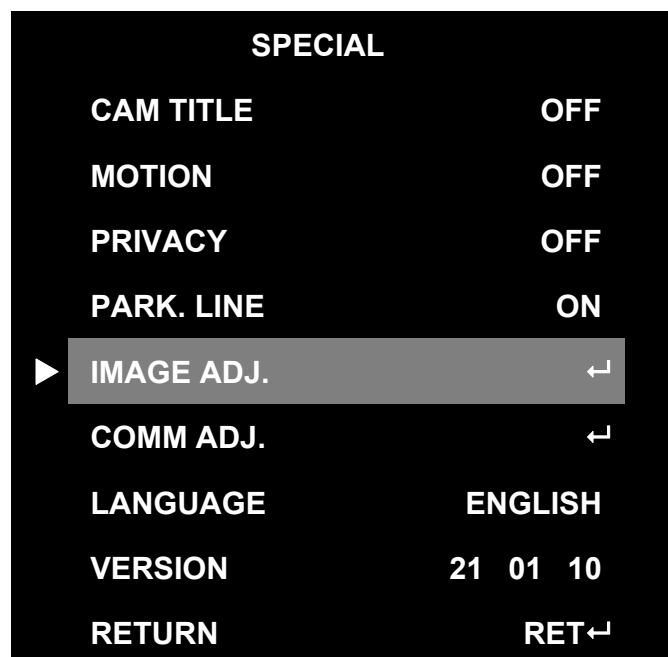 SPECIAL
CAM TITLE OFF
MOTION OFF
PRIVACY OFF
PARK. LINE ON
IMAGE ADJ. ↵
COMM ADJ. ↵
LANGUAGE ENGLISH
VERSION 21 01 10
RETURN RET↵